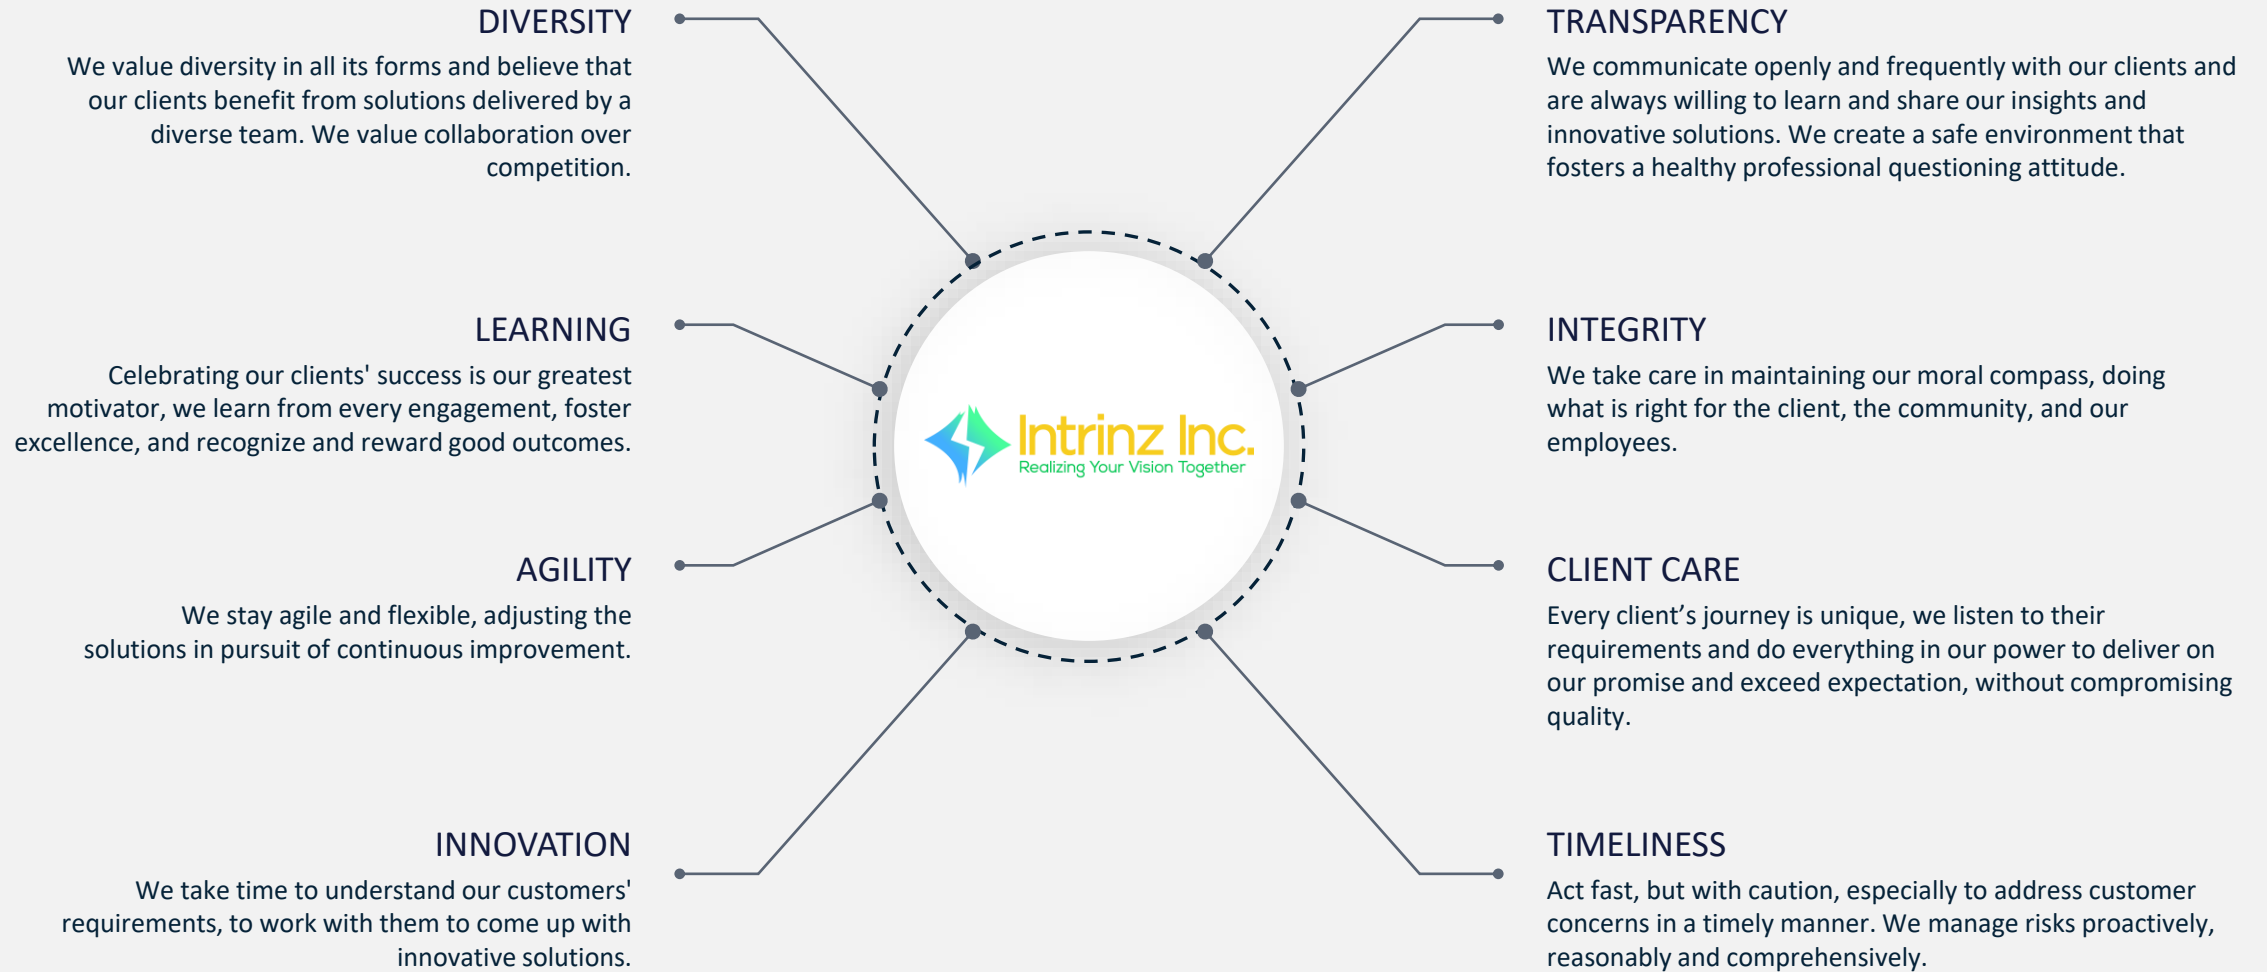 DIVERSITY
We value diversity in all its forms and believe that
our clients benefit from solutions delivered by a
diverse team. We value collaboration over
competition.
LEARNING
Celebrating our clients' success is our greatest
motivator, we learn from every engagement, foster
excellence, and recognize and reward good outcomes.
AGILITY
We stay agile and flexible, adjusting the
solutions in pursuit of continuous improvement.
INNOVATION
We take time to understand our customers'
requirements, to work with them to come up with
innovative solutions.
Intrinz Inc.
Realizing Your Vision Together
TRANSPARENCY
We communicate openly and frequently with our clients and
are always willing to learn and share our insights and
innovative solutions. We create a safe environment that
fosters a healthy professional questioning attitude.
INTEGRITY
We take care in maintaining our moral compass, doing
what is right for the client, the community, and our
employees.
CLIENT CARE
Every client’s journey is unique, we listen to their
requirements and do everything in our power to deliver on
our promise and exceed expectation, without compromising
quality.
TIMELINESS
Act fast, but with caution, especially to address customer
concerns in a timely manner. We manage risks proactively,
reasonably and comprehensively.